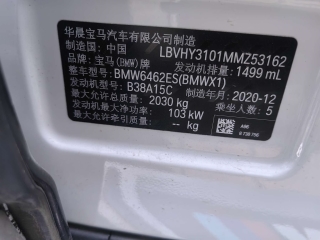 华晨宝马汽车有限公司制造
制造国: 中国 LBVHY3101MMZ53162
品牌: 宝马(BMW)牌 发动机排量: 1499 mL
整车型号: BMW6462ES(BMWX1)
发动机型号: B38A15C 制造年月: 2020-12
最大允许总质量: 2030 kg 乘坐人数: 5
发动机最大净功率: 103 kW
最大允许牵引质量: -- kg